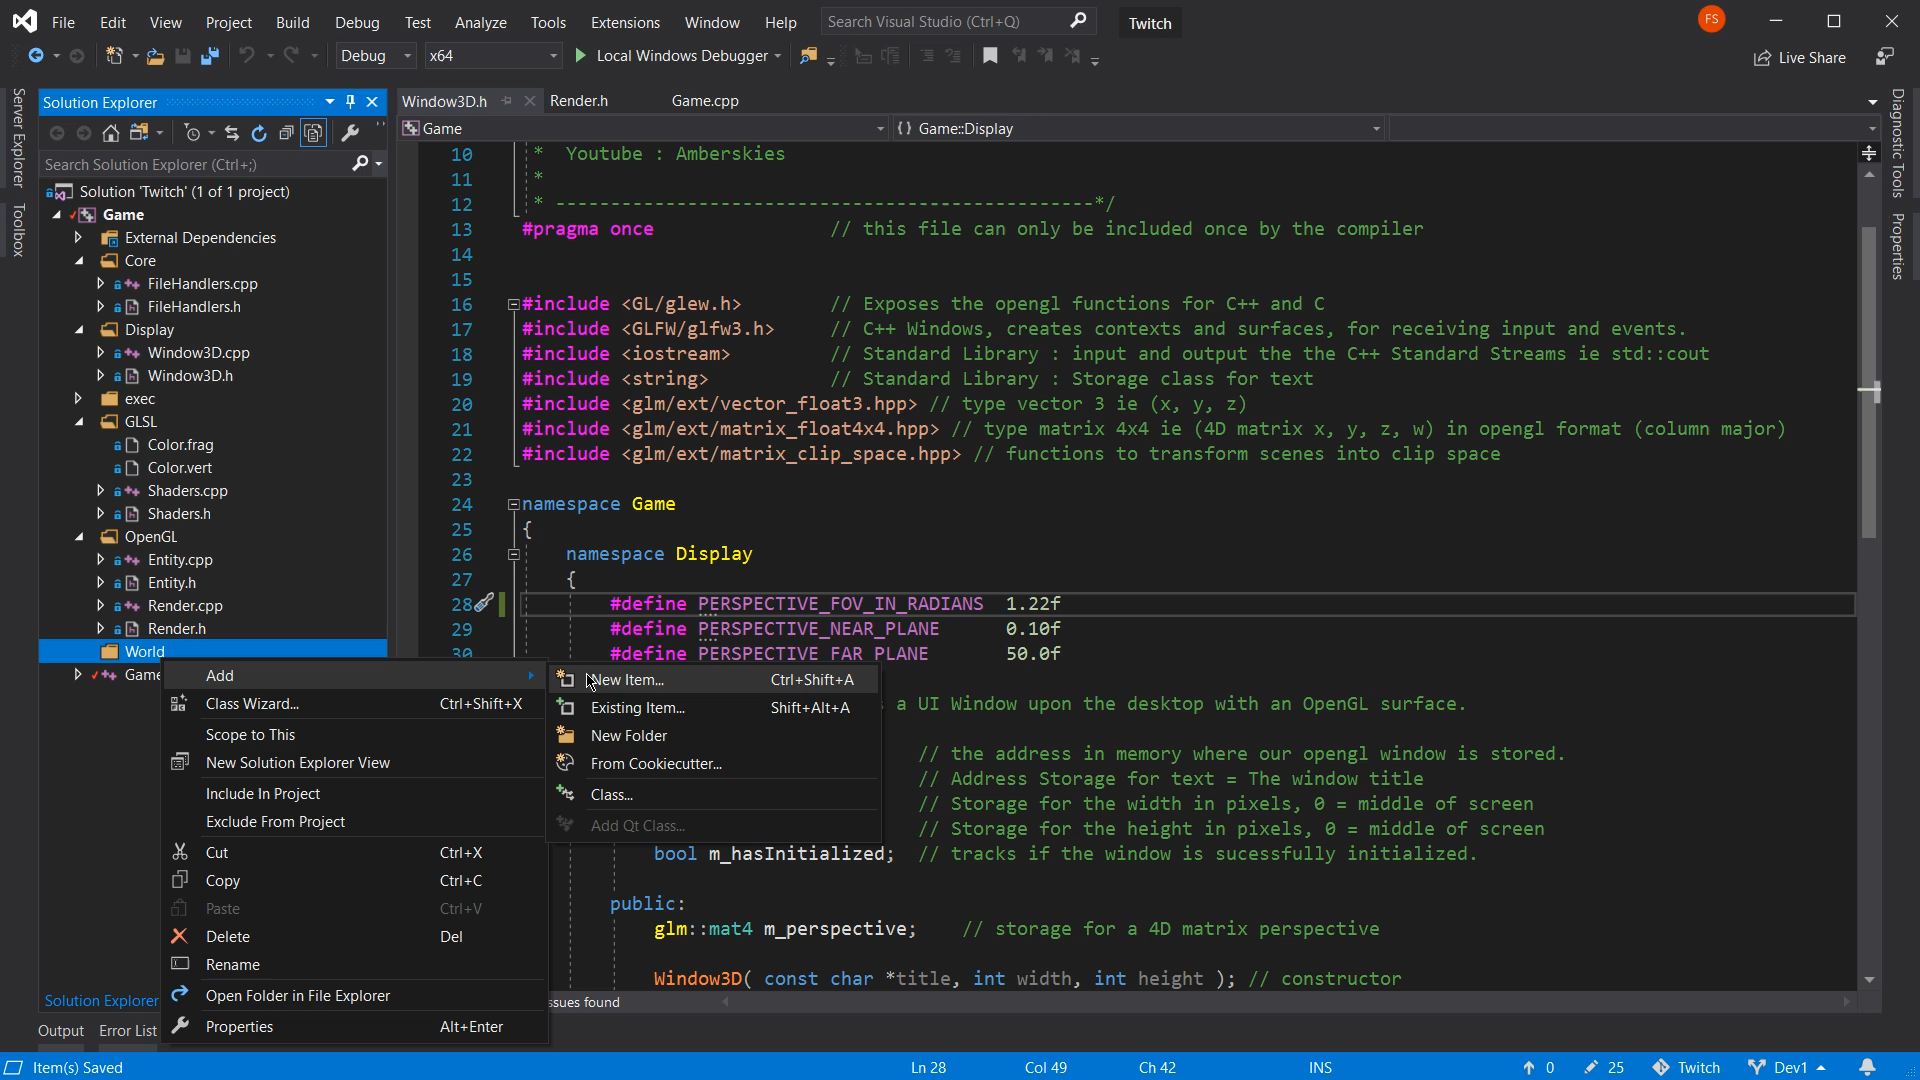 File Edit View Project Build Debug Test Analyze Tools Extensions Window Help Search Visual Studio (Ctrl+Q) Twitch FS
Debug x64 Local Windows Debugger Live Share
Server Explorer
Toolbox
Solution Explorer
Search Solution Explorer (Ctrl+;)
Solution 'Twitch' (1 of 1 project)
Game
External Dependencies
Core
FileHandlers.cpp
FileHandlers.h
Display
Window3D.cpp
Window3D.h
exec
GLSL
Color.frag
Color.vert
Shaders.cpp
Shaders.h
OpenGL
Entity.cpp
Entity.h
Render.cpp
Render.h
World
Game
Solution Explorer
Window3D.h Render.h Game.cpp
Game Game::Display
10 * Youtube : Amberskies
11 *
12 * -------------------------------------------------*/
13 #pragma once // this file can only be included once by the compiler
14
15
16 #include <GL/glew.h> // Exposes the opengl functions for C++ and C
17 #include <GLFW/glfw3.h> // C++ Windows, creates contexts and surfaces, for receiving input and events.
18 #include <iostream> // Standard Library : input and output the the C++ Standard Streams ie std::cout
19 #include <string> // Standard Library : Storage class for text
20 #include <glm/ext/vector_float3.hpp> // type vector 3 ie (x, y, z)
21 #include <glm/ext/matrix_float4x4.hpp> // type matrix 4x4 ie (4D matrix x, y, z, w) in opengl format (column major)
22 #include <glm/ext/matrix_clip_space.hpp> // functions to transform scenes into clip space
23
24 namespace Game
25 {
26 namespace Display
27 {
28 #define PERSPECTIVE_FOV_IN_RADIANS 1.22f
29 #define PERSPECTIVE_NEAR_PLANE 0.10f
30 #define PERSPECTIVE_FAR_PLANE 50.0f
a UI Window upon the desktop with an OpenGL surface.
// the address in memory where our opengl window is stored.
// Address Storage for text = The window title
// Storage for the width in pixels, 0 = middle of screen
// Storage for the height in pixels, 0 = middle of screen
bool m_hasInitialized; // tracks if the window is sucessfully initialized.
public:
glm::mat4 m_perspective; // storage for a 4D matrix perspective
Window3D( const char *title, int width, int height ); // constructor
ssues found
Add
Class Wizard... Ctrl+Shift+X
Scope to This
New Solution Explorer View
Include In Project
Exclude From Project
Cut Ctrl+X
Copy Ctrl+C
Paste Ctrl+V
Delete Del
Rename
Open Folder in File Explorer
Properties Alt+Enter
New Item... Ctrl+Shift+A
Existing Item... Shift+Alt+A
New Folder
From Cookiecutter...
Class...
Add Qt Class...
Diagnostic Tools
Properties
Output Error List
Item(s) Saved Ln 28 Col 49 Ch 42 INS 0 25 Twitch Dev1